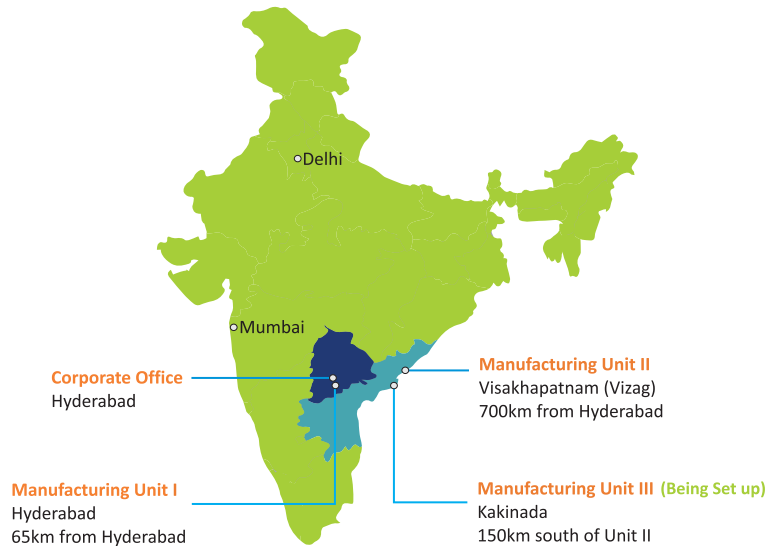 Delhi
Mumbai
Corporate Office
Hyderabad
Manufacturing Unit II
Visakhapatnam (Vizag)
700km from Hyderabad
Manufacturing Unit I
Hyderabad
65km from Hyderabad
Manufacturing Unit III (Being Set up)
Kakinada
150km south of Unit II